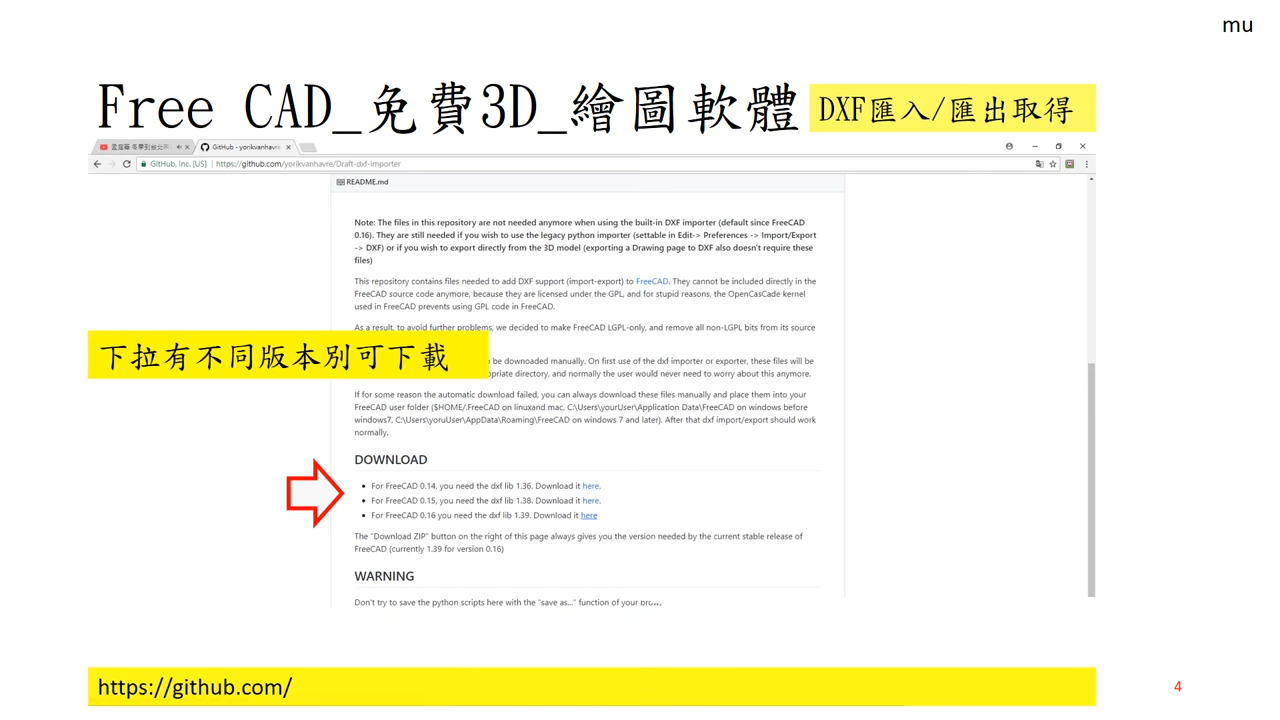 mu
Free CAD_免費3D_繪圖軟體
DXF匯入/匯出取得
GitHub - yorikvanhavre/
GitHub, Inc. [US] | https://github.com/yorikvanhavre/Draft-dxf-importer
README.md
Note: The files in this repository are not needed anymore when using the built-in DXF importer (default since FreeCAD
0.16). They are still needed if you wish to use the legacy python importer (settable in Edit-> Preferences -> Import/Export
-> DXF) or if you wish to export directly from the 3D model (exporting a Drawing page to DXF also doesn't require these
files)
This repository contains files needed to add DXF support (import-export) to FreeCAD. They cannot be included directly in the
FreeCAD source code anymore, because they are licensed under the GPL, and for stupid reasons, the OpenCasCade kernel
used in FreeCAD prevents using GPL code in FreeCAD.
As a result, to avoid further problems, we decided to make FreeCAD LGPL-only, and remove all non-LGPL bits from its source
下拉有不同版本別可下載
be downoaded manually. On first use of the dxf importer or exporter, these files will be
opriate directory, and normally the user would never need to worry about this anymore.
If for some reason the automatic download failed, you can always download these files manually and place them into your
FreeCAD user folder ($HOME/.FreeCAD on linuxand mac, C:\Users\yourUser\Application Data\FreeCAD on windows before
windows7, C:\Users\yoruUser\AppData\Roaming\FreeCAD on windows 7 and later). After that dxf import/export should work
normally.
DOWNLOAD
• For FreeCAD 0.14, you need the dxf lib 1.36. Download it here.
• For FreeCAD 0.15, you need the dxf lib 1.38. Download it here.
• For FreeCAD 0.16 you need the dxf lib 1.39. Download it here
The "Download ZIP" button on the right of this page always gives you the version needed by the current stable release of
FreeCAD (currently 1.39 for version 0.16)
WARNING
Don't try to save the python scripts here with the "save as..." function of your
https://github.com/
4